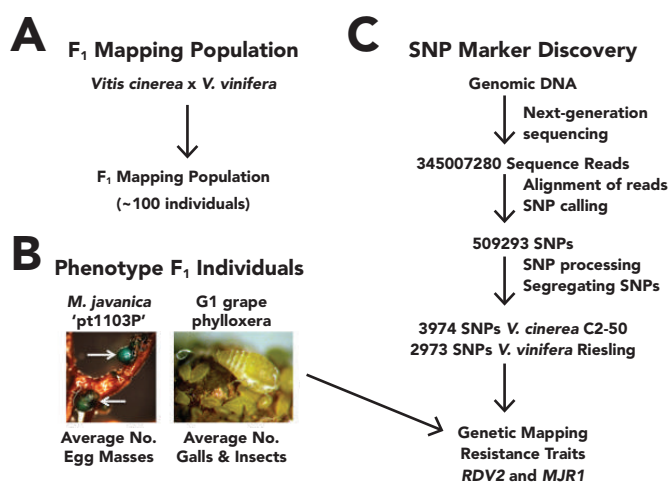 A
F₁ Mapping Population
Vitis cinerea x V. vinifera
F₁ Mapping Population
(~100 individuals)
B
Phenotype F₁ Individuals
M. javanica
'pt1103P'
G1 grape
phylloxera
Average No.
Egg Masses
Average No.
Galls & Insects
C
SNP Marker Discovery
Genomic DNA
Next-generation
sequencing
345007280 Sequence Reads
Alignment of reads
SNP calling
509293 SNPs
SNP processing
Segregating SNPs
3974 SNPs V. cinerea C2-50
2973 SNPs V. vinifera Riesling
Genetic Mapping
Resistance Traits
RDV2 and MJR1